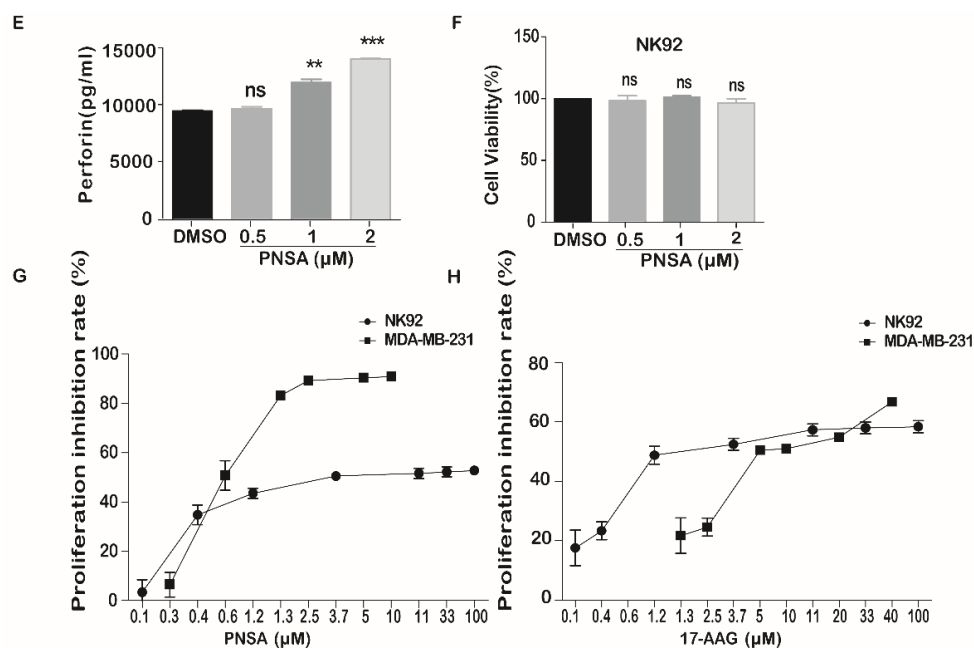 E
Perforin(pg/ml)
15000
10000
5000
0
ns
**
***
DMSO 0.5 1 2
PNSA (µM)
F
NK92
Cell Viability(%)
150
100
50
0
ns
ns
ns
DMSO 0.5 1 2
PNSA (µM)
G
Proliferation inhibition rate (%)
NK92
MDA-MB-231
100
80
60
40
20
0
0.1 0.3 0.4 0.6 1.2 1.3 2.5 3.7 5 10 11 33 100
PNSA (µM)
H
Proliferation inhibition rate (%)
NK92
MDA-MB-231
80
60
40
20
0
0.1 0.4 0.6 1.2 1.3 2.5 3.7 5 10 11 20 33 40 100
17-AAG (µM)